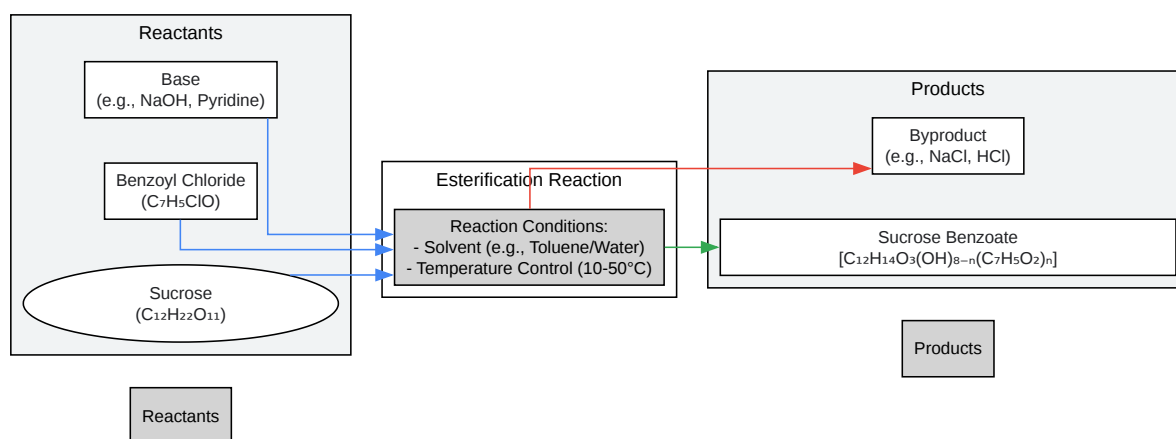 Reactants
Base
(e.g., NaOH, Pyridine)
Benzoyl Chloride
(C₇H₅ClO)
Sucrose
(C₁₂H₂₂O₁₁)
Reactants
Esterification Reaction
Reaction Conditions:
- Solvent (e.g., Toluene/Water)
- Temperature Control (10-50°C)
Products
Byproduct
(e.g., NaCl, HCl)
Sucrose Benzoate
[C₁₂H₁₄O₃(OH)₈₋ₙ(C₇H₅O₂)ₙ]
Products